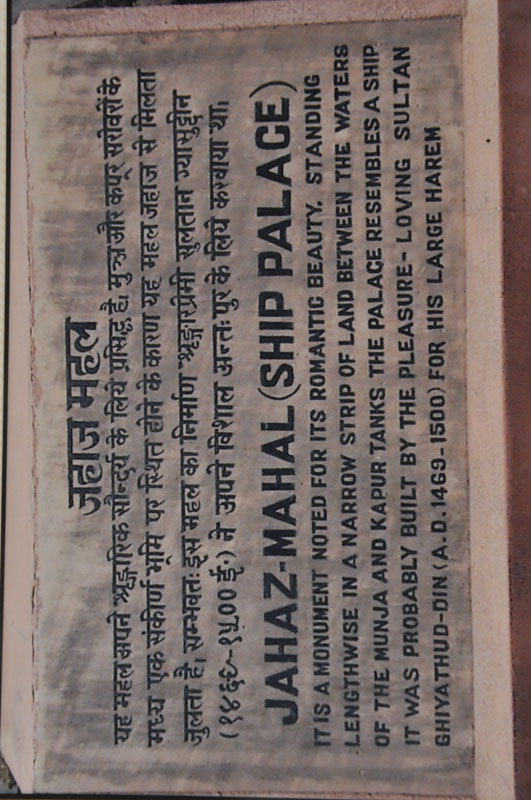 जहाज महल
यह महल अपने श्रृङ्गारिक सौन्दर्य के लिये प्रसिद्ध है। मुञ्ज और कपूर सरोवरों के
मध्य एक संकीर्ण भूमि पर स्थित होने के कारण यह महल जहाज से मिलता
जुलता है। सम्भवतः इस महल का निर्माण श्रृङ्गारप्रेमी सुलतान ग्यासुद्दीन
(१४६९-१५०० ई॰) ने अपने विशाल अन्तःपुर के लिये करवाया था।
JAHAZ-MAHAL (SHIP PALACE)
IT IS A MONUMENT NOTED FOR ITS ROMANTIC BEAUTY. STANDING
LENGTHWISE IN A NARROW STRIP OF LAND BETWEEN THE WATERS
OF THE MUNJA AND KAPUR TANKS THE PALACE RESEMBLES A SHIP
IT WAS PROBABLY BUILT BY THE PLEASURE-LOVING SULTAN
GHIYATHUD-DIN (A.D. 1469-1500) FOR HIS LARGE HAREM